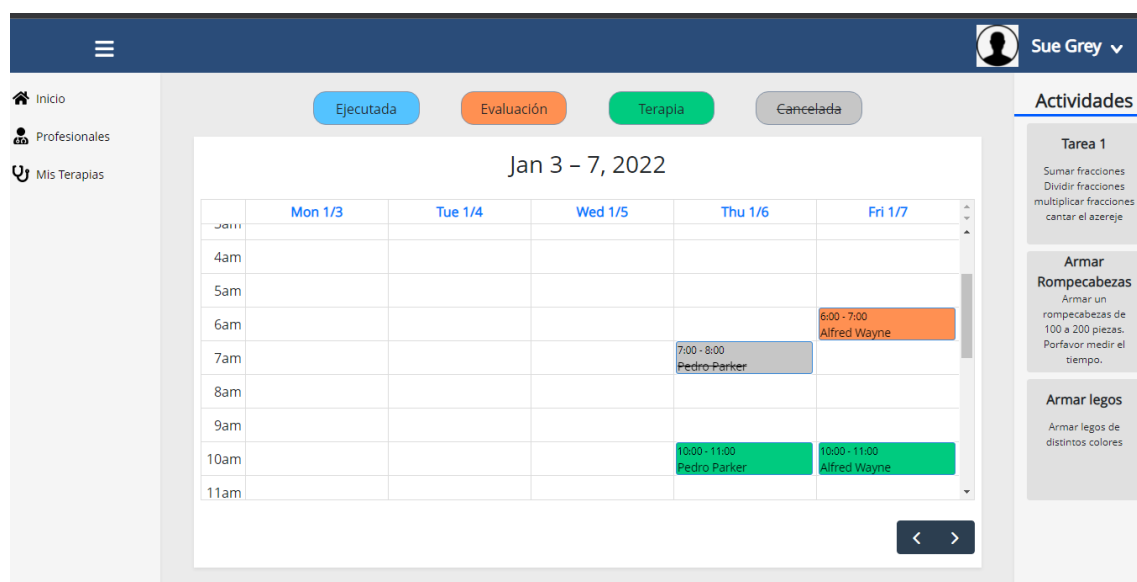 Sue Grey
Inicio
Profesionales
Mis Terapias
Ejecutada
Evaluación
Terapia
Cancelada
Jan 3 – 7, 2022
Mon 1/3
Tue 1/4
Wed 1/5
Thu 1/6
Fri 1/7
3am
4am
5am
6am
6:00 - 7:00
Alfred Wayne
7am
7:00 - 8:00
Pedro Parker
8am
9am
10am
10:00 - 11:00
Pedro Parker
10:00 - 11:00
Alfred Wayne
11am
Actividades
Tarea 1
Sumar fracciones
Dividir fracciones
multiplicar fracciones
cantar el azereje
Armar
Rompecabezas
Armar un
rompecabezas de
100 a 200 piezas.
Porfavor medir el
tiempo.
Armar legos
Armar legos de
distintos colores